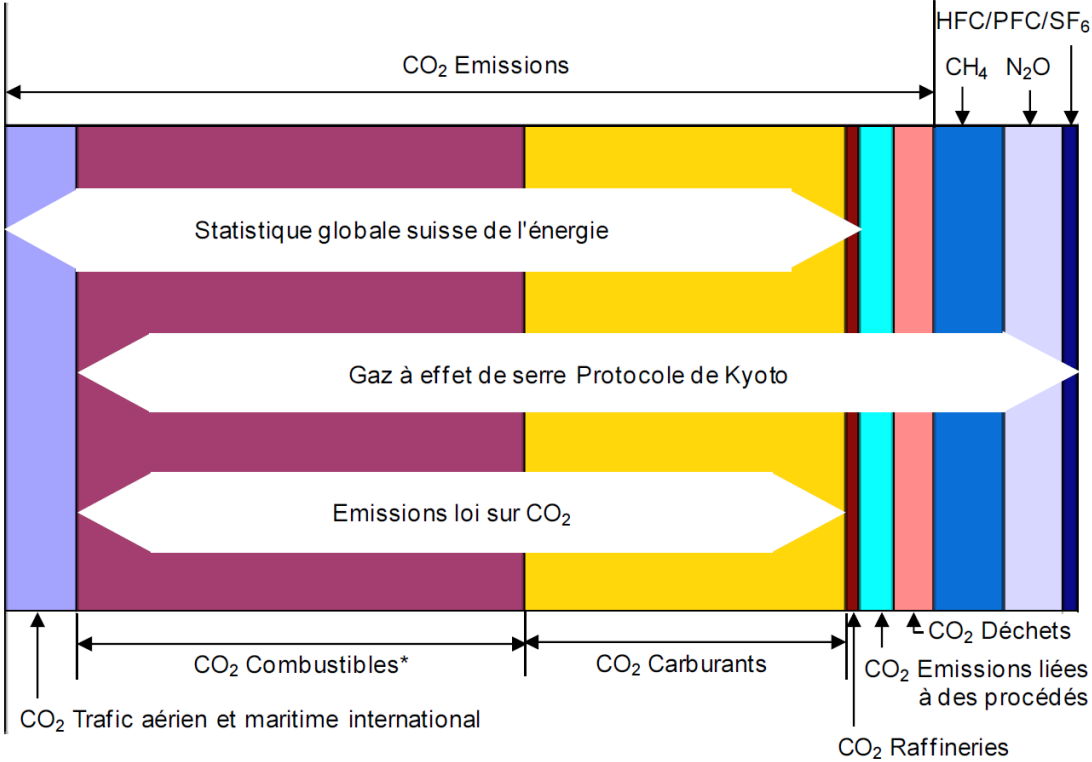 HFC/PFC/SF₆
CO₂ Emissions
CH₄ N₂O
Statistique globale suisse de l'énergie
Gaz à effet de serre Protocole de Kyoto
Emissions loi sur CO₂
CO₂ Déchets
CO₂ Combustibles*
CO₂ Carburants
CO₂ Emissions liées
à des procédés
CO₂ Trafic aérien et maritime international
CO₂ Raffineries